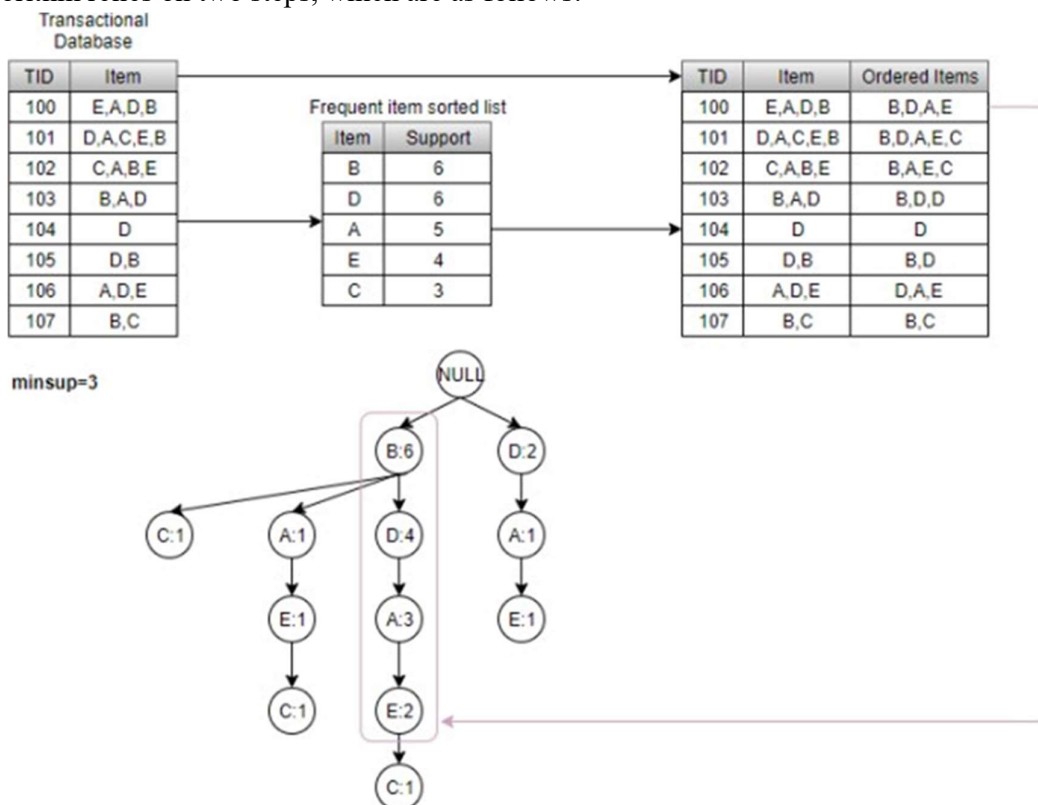 Transactional
Database
TID Item
100 E,A,D,B
101 D,A,C,E,B
102 C,A,B,E
103 B,A,D
104 D
105 D,B
106 A,D,E
107 B,C
Frequent item sorted list
Item Support
B 6
D 6
A 5
E 4
C 3
TID Item Ordered Items
100 E,A,D,B B,D,A,E
101 D,A,C,E,B B,D,A,E,C
102 C,A,B,E B,A,E,C
103 B,A,D B,D,D
104 D D
105 D,B B,D
106 A,D,E D,A,E
107 B,C B,C
minsup=3
NULL
B:6 D:2
C:1 A:1 D:4 A:1
E:1 A:3 E:1
C:1 E:2
C:1